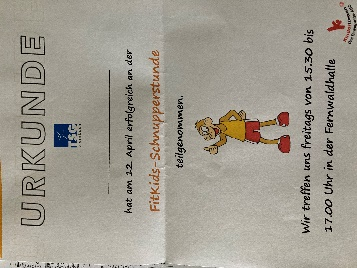 URKUNDE
hat am 12. April erfolgreich an der
FitKids-Schnupperstunde
teilgenommen.
Wir treffen uns freitags von 15.30 bis
17.00 Uhr in der Fernwaldhalle